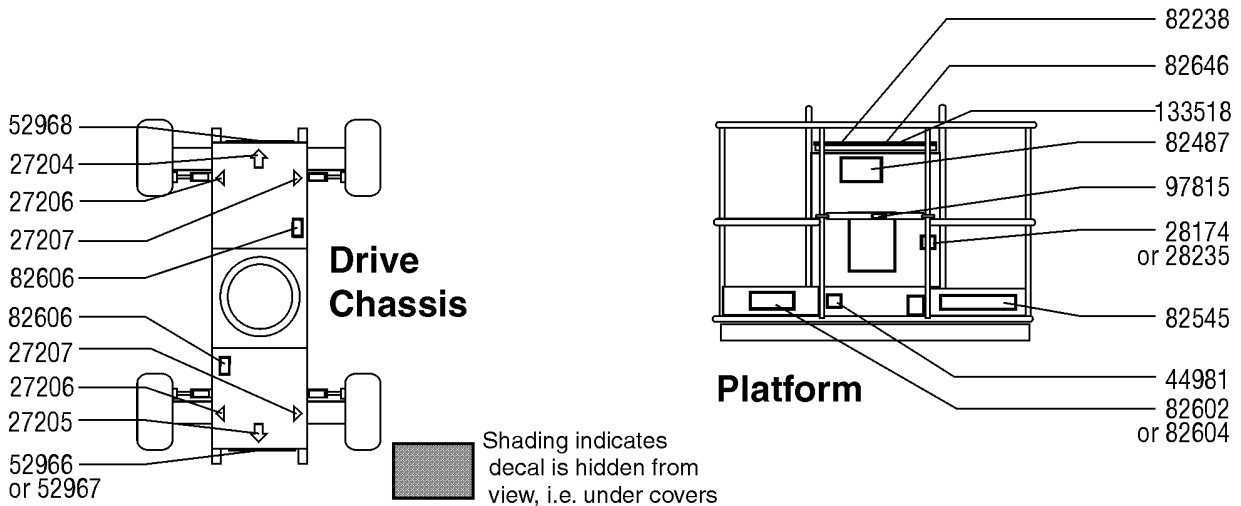 52968
27204
27206
27207
82606
82606
27207
27206
27205
52966
or 52967
Drive
Chassis
Shading indicates
decal is hidden from
view, i.e. under covers
82238
82646
133518
82487
97815
28174
or 28235
82545
44981
82602
or 82604
Platform